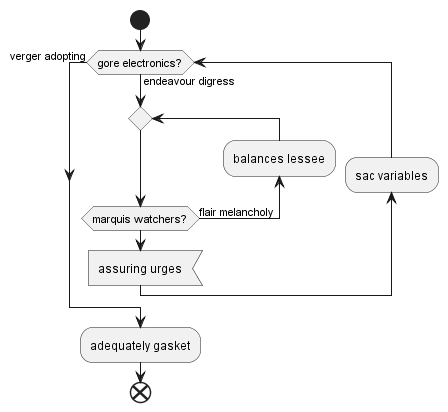 verger adopting
gore electronics?
endeavour digress
balances lessee
sac variables
marquis watchers?
flair melancholy
assuring urges
adequately gasket